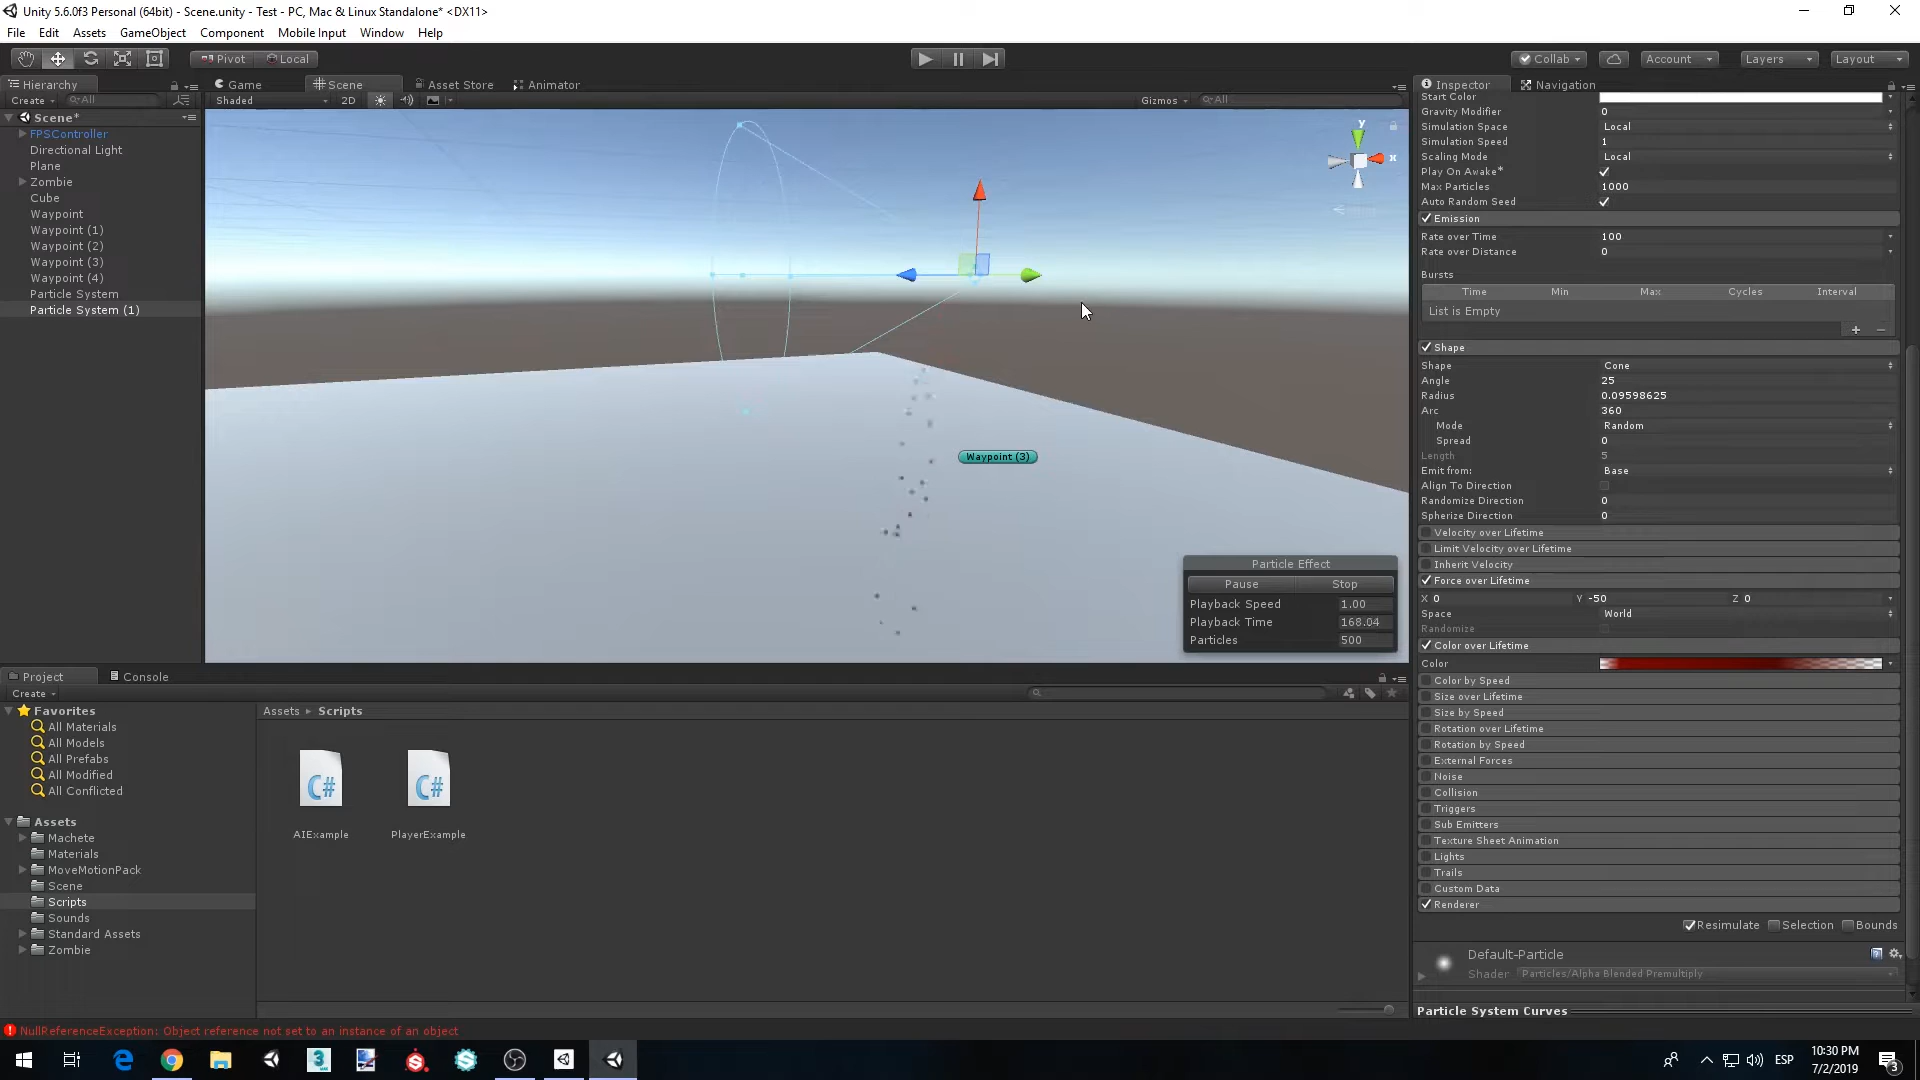 Unity 5.6.0f3 Personal (64bit) - Scene.unity - Test - PC, Mac & Linux Standalone* <DX11>
File Edit Assets GameObject Component Mobile Input Window Help
Pivot Local Collab Account Layers Layout
Hierarchy Game Scene Asset Store Animator Inspector Navigation
Create All Shaded 2D Gizmos All
Scene*
FPSController
Directional Light
Plane
Zombie
Cube
Waypoint
Waypoint (1)
Waypoint (2)
Waypoint (3)
Waypoint (4)
Particle System
Particle System (1)
y
x
Waypoint (3)
Particle Effect
Pause Stop
Playback Speed 1.00
Playback Time 168.04
Particles 500
Start Color
Gravity Modifier 0
Simulation Space Local
Simulation Speed 1
Scaling Mode Local
Play On Awake*
Max Particles 1000
Auto Random Seed
Emission
Rate over Time 100
Rate over Distance 0
Bursts
Time Min Max Cycles Interval
List is Empty
Shape
Shape Cone
Angle 25
Radius 0.09598625
Arc 360
Mode Random
Spread 0
Length 5
Emit from: Base
Align To Direction
Randomize Direction 0
Spherize Direction 0
Velocity over Lifetime
Limit Velocity over Lifetime
Inherit Velocity
Force over Lifetime
X 0 Y -50 Z 0
Space World
Randomize
Color over Lifetime
Color
Color by Speed
Size over Lifetime
Size by Speed
Rotation over Lifetime
Rotation by Speed
External Forces
Noise
Collision
Triggers
Sub Emitters
Texture Sheet Animation
Lights
Trails
Custom Data
Renderer
Resimulate Selection Bounds
Default-Particle
Shader Particles/Alpha Blended Premultiply
Particle System Curves
Project Console
Create
Favorites
All Materials
All Models
All Prefabs
All Modified
All Conflicted
Assets
Machete
Materials
MoveMotionPack
Scene
Scripts
Sounds
Standard Assets
Zombie
Assets Scripts
C# C#
AIExample PlayerExample
NullReferenceException: Object reference not set to an instance of an object
ESP
10:30 PM
7/2/2019
3